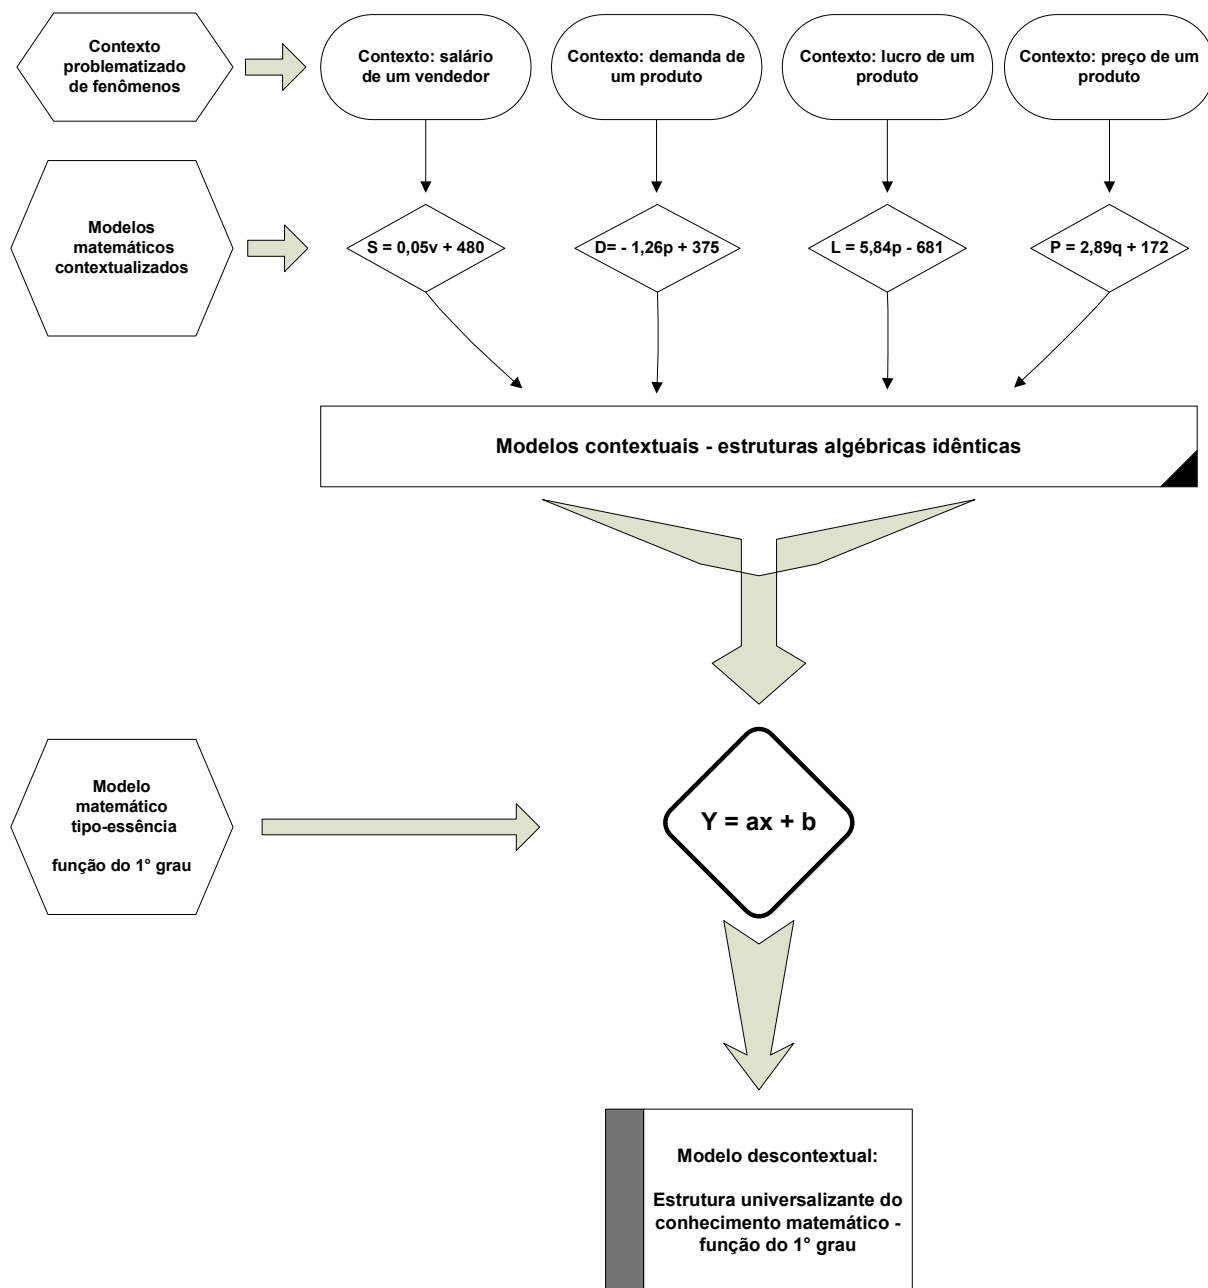 Contexto
problematizado
de fenômenos
Contexto: salário
de um vendedor
Contexto: demanda de
um produto
Contexto: lucro de um
produto
Contexto: preço de um
produto
Modelos
matemáticos
contextualizados
S = 0,05v + 480
D= - 1,26p + 375
L = 5,84p - 681
P = 2,89q + 172
Modelos contextuais - estruturas algébricas idênticas
Modelo
matemático
tipo-essência
função do 1° grau
Y = ax + b
Modelo descontextual:
Estrutura universalizante do
conhecimento matemático -
função do 1° grau